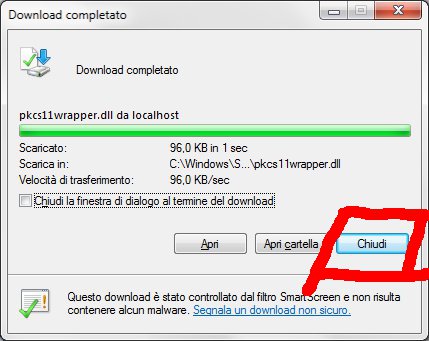 Download completato
Download completato
pkcs11wrapper.dll da localhost
Scaricato: 96,0 KB in 1 sec
Scarica in: C:\Windows\S...\pkcs11wrapper.dll
Velocità di trasferimento: 96,0 KB/sec
Chiudi la finestra di dialogo al termine del download
Apri Apri cartella Chiudi
Questo download è stato controllato dal filtro SmartScreen e non risulta
contenere alcun malware. Segnala un download non sicuro.